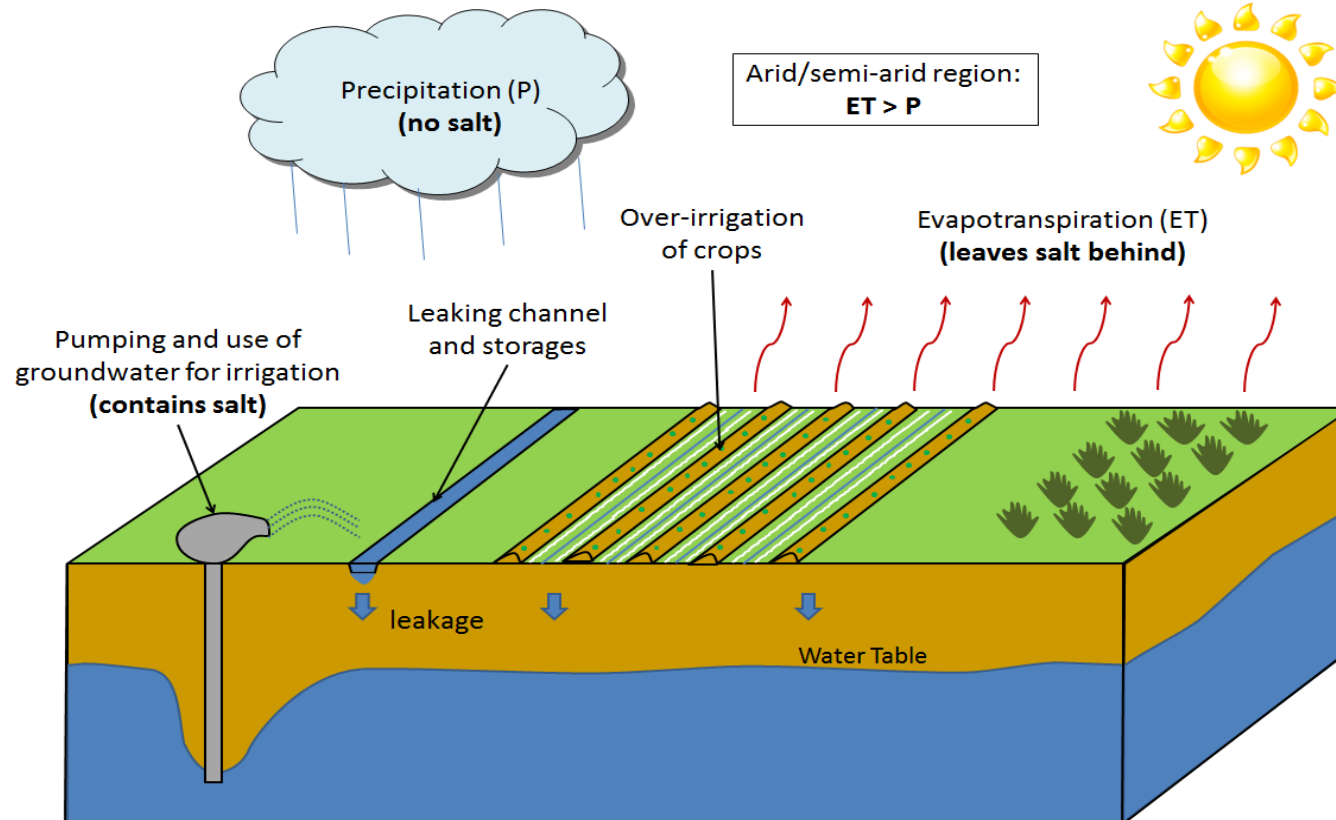 Precipitation (P)
(no salt)
Arid/semi-arid region:
ET > P
Over-irrigation
of crops
Evapotranspiration (ET)
(leaves salt behind)
Leaking channel
and storages
Pumping and use of
groundwater for irrigation
(contains salt)
leakage
Water Table